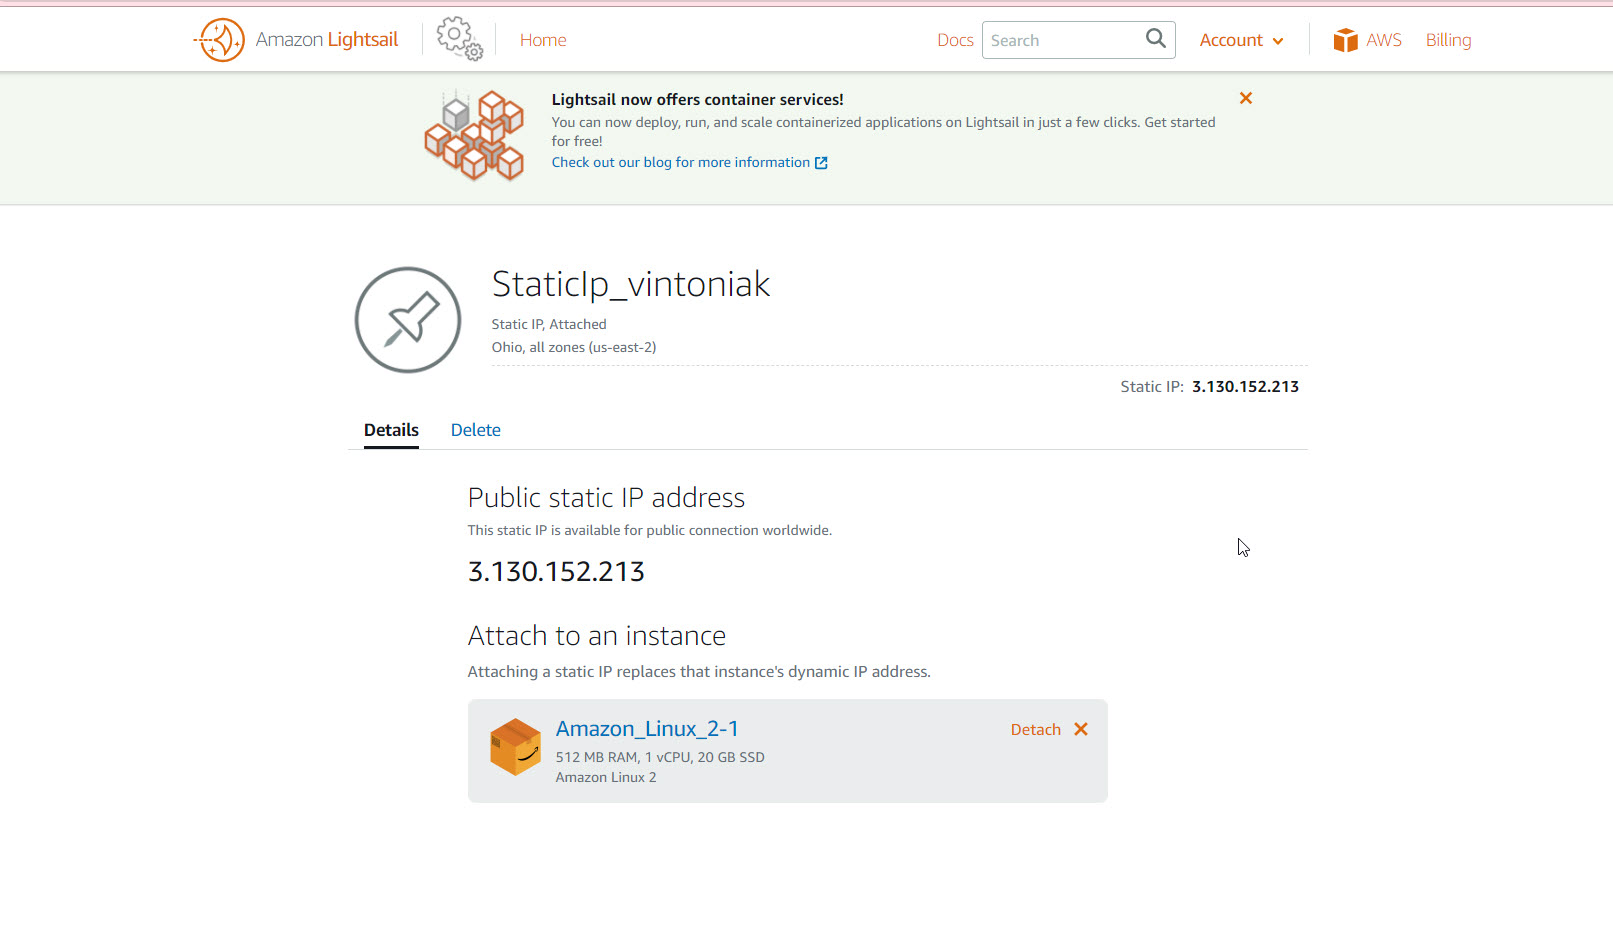 Amazon Lightsail
Home
Docs
Search
Account
AWS
Billing
Lightsail now offers container services!
You can now deploy, run, and scale containerized applications on Lightsail in just a few clicks. Get started
for free!
Check out our blog for more information
StaticIp_vintoniak
Static IP, Attached
Ohio, all zones (us-east-2)
Static IP: 3.130.152.213
Details
Delete
Public static IP address
This static IP is available for public connection worldwide.
3.130.152.213
Attach to an instance
Attaching a static IP replaces that instance's dynamic IP address.
Amazon_Linux_2-1
Detach
512 MB RAM, 1 vCPU, 20 GB SSD
Amazon Linux 2